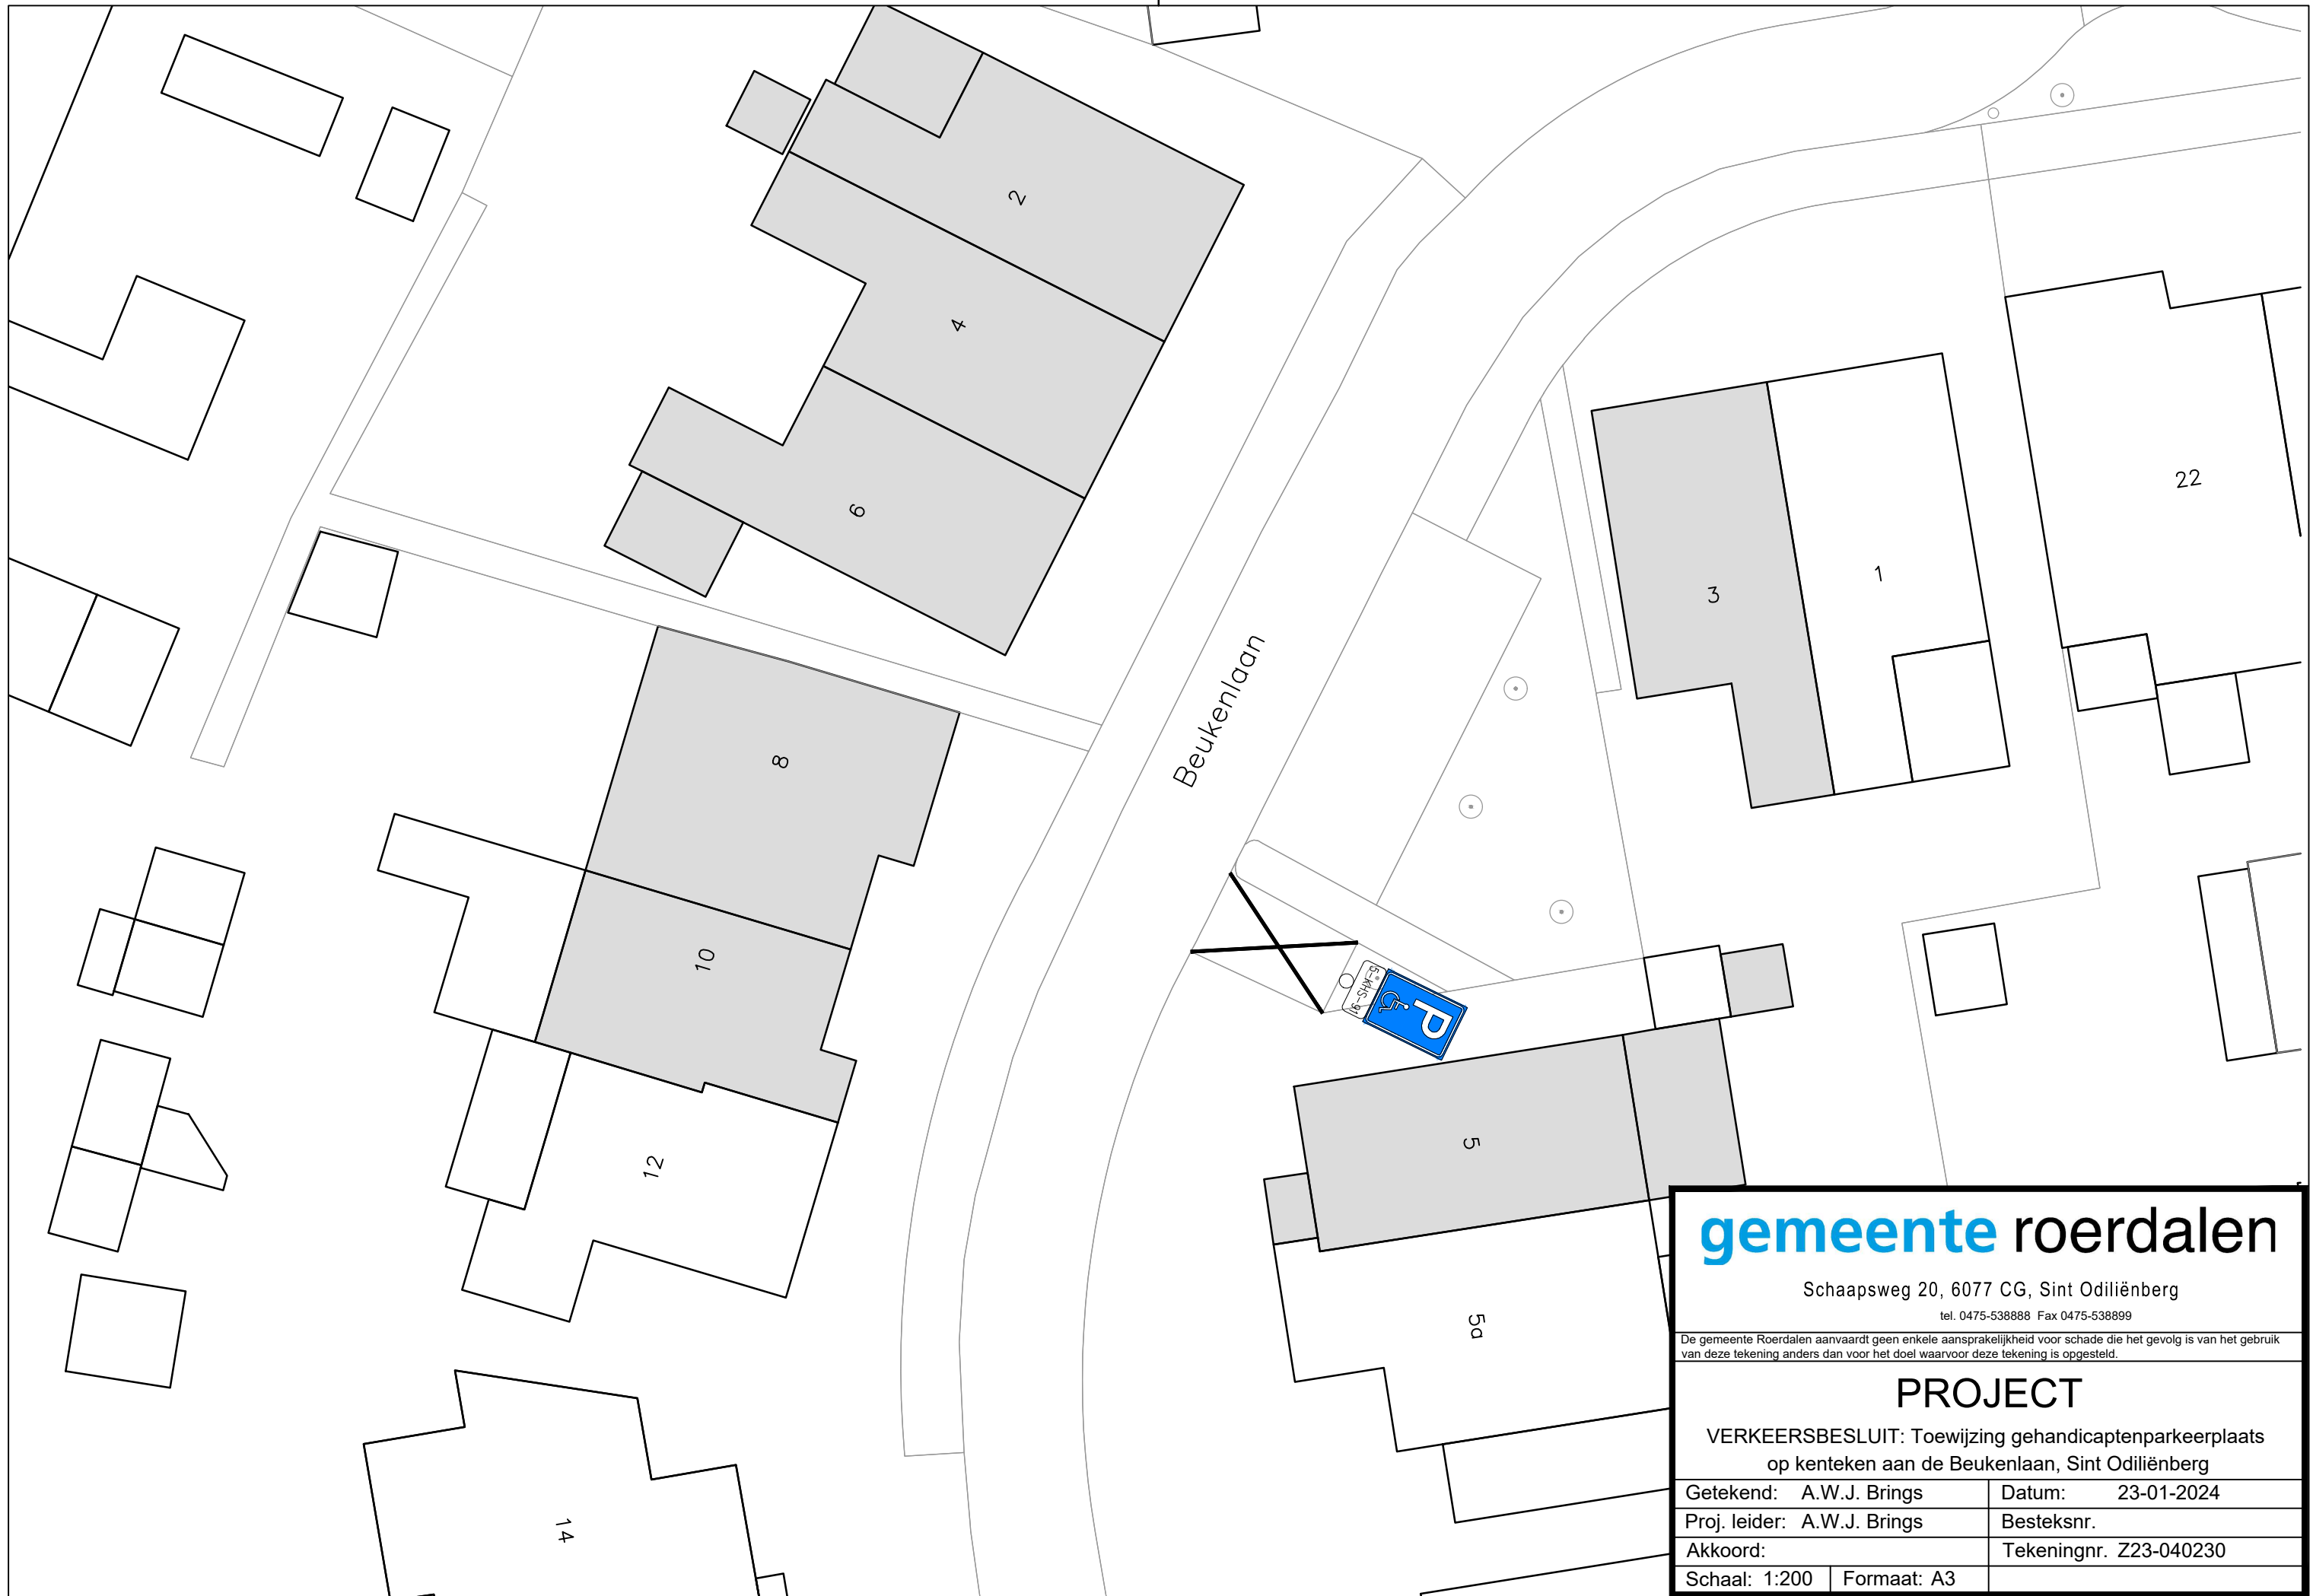 2
4
6
8
10
12
14
Beukenlaan
3
1
22
5-KHS-91
P
5
5a
gemeente roerdalen
Schaapsweg 20, 6077 CG, Sint Odiliënberg
tel. 0475-538888 Fax 0475-538899
De gemeente Roerdalen aanvaardt geen enkele aansprakelijkheid voor schade die het gevolg is van het gebruik
van deze tekening anders dan voor het doel waarvoor deze tekening is opgesteld.
PROJECT
VERKEERSBESLUIT: Toewijzing gehandicaptenparkeerplaats
op kenteken aan de Beukenlaan, Sint Odiliënberg
Getekend: A.W.J. Brings Datum: 23-01-2024
Proj. leider: A.W.J. Brings Besteksnr.
Akkoord: Tekeningnr. Z23-040230
Schaal: 1:200 Formaat: A3